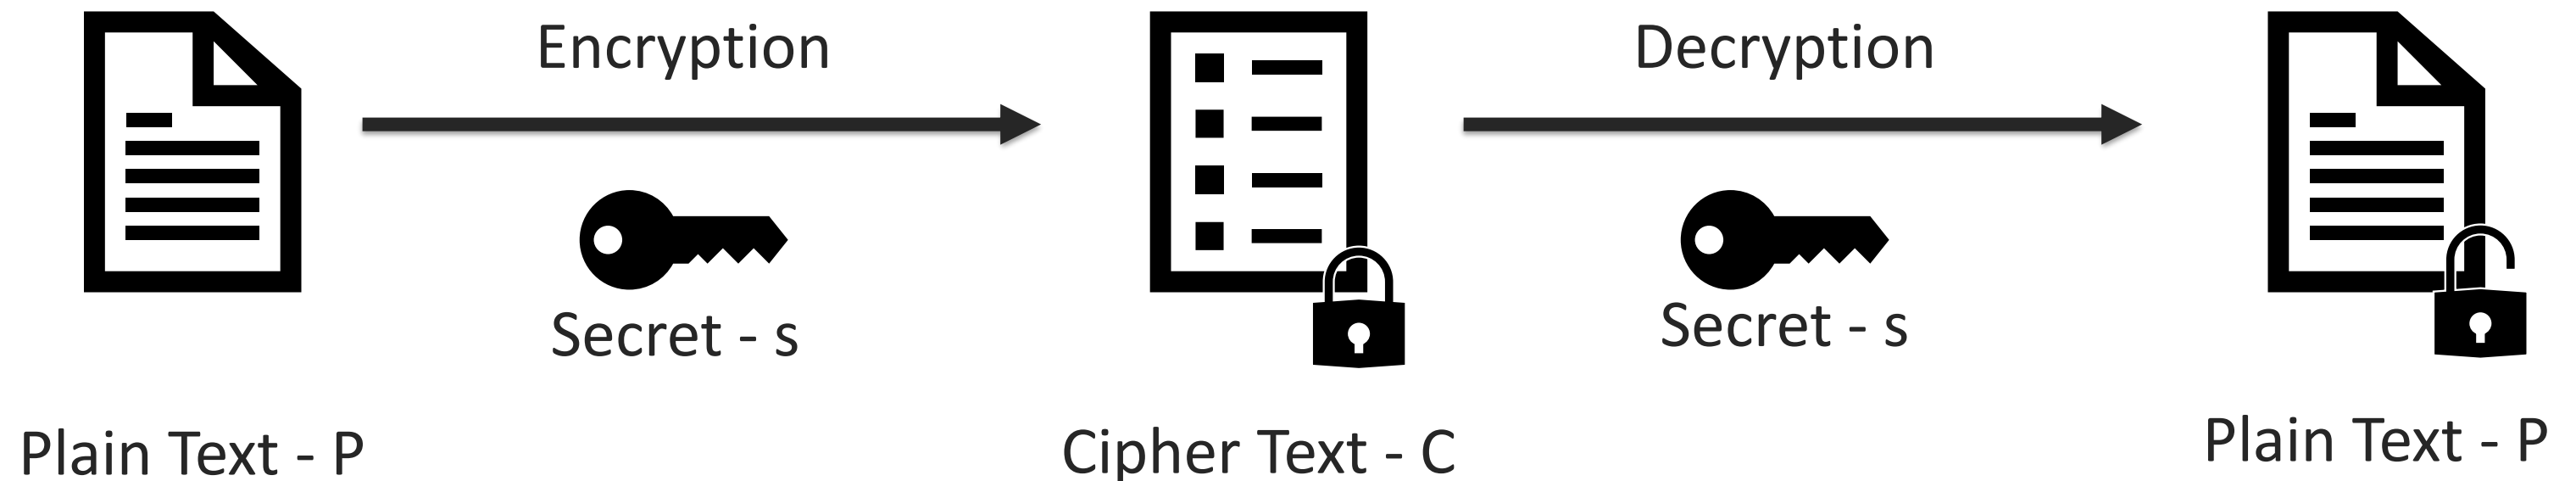 Encryption
Decryption
Secret - s
Secret - s
Plain Text - P
Cipher Text - C
Plain Text - P